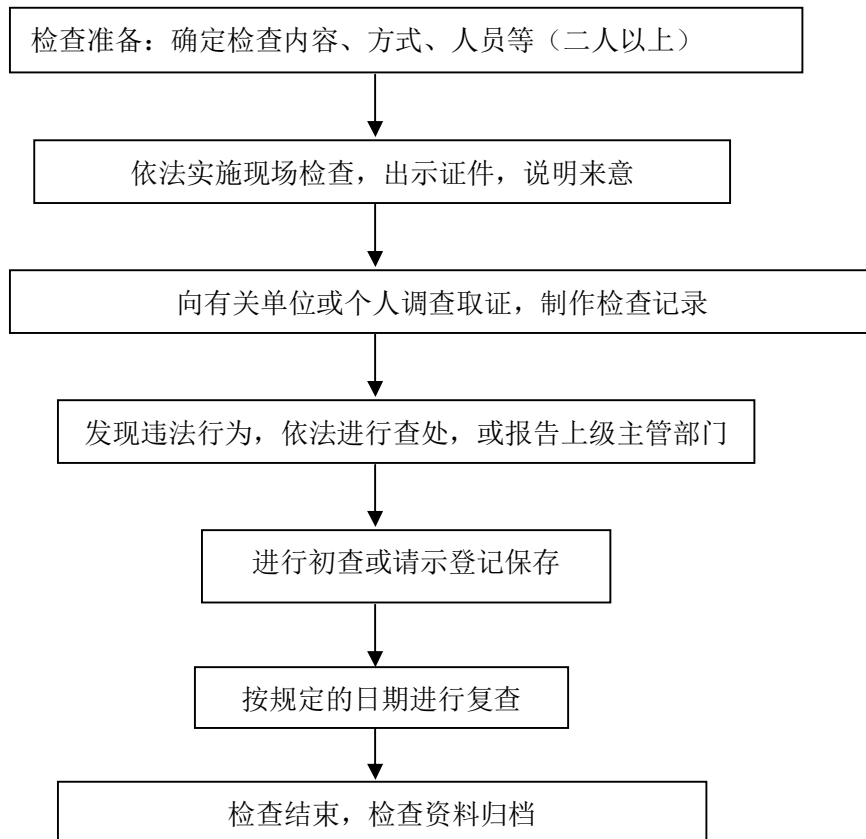 检查准备：确定检查内容、方式、人员等（二人以上）
依法实施现场检查，出示证件，说明来意
向有关单位或个人调查取证，制作检查记录
发现违法行为，依法进行查处，或报告上级主管部门
进行初查或请示登记保存
按规定的日期进行复查
检查结束，检查资料归档